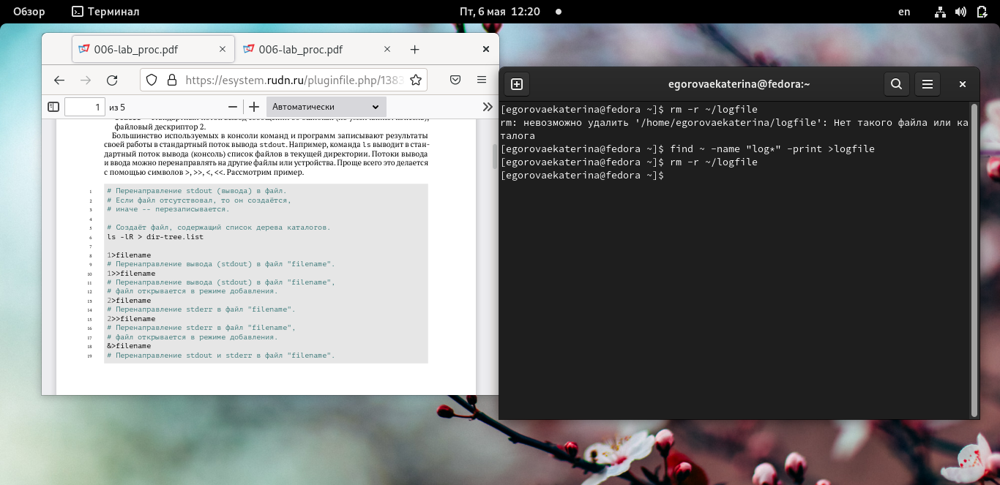 Обзор
Терминал
Пт, 6 мая 12:20
en
006-lab_proc.pdf
006-lab_proc.pdf
https://esystem.rudn.ru/pluginfile.php/1383
1 из 5
Автоматически
файловый дескриптор 2.
Большинство используемых в консоли команд и программ записывают результаты
своей работы в стандартный поток вывода stdout. Например, команда ls выводит в стан-
дартный поток вывода (консоль) список файлов в текущей директории. Потоки вывода
и ввода можно перенаправлять на другие файлы или устройства. Проще всего это делается
с помощью символов >, >>, <, <<. Рассмотрим пример.
1 # Перенаправление stdout (вывода) в файл.
2 # Если файл отсутствовал, то он создаётся,
3 # иначе -- перезаписывается.
4
5 # Создаёт файл, содержащий список дерева каталогов.
6 ls -lR > dir-tree.list
7
8 1>filename
9 # Перенаправление вывода (stdout) в файл "filename".
10 1>>filename
11 # Перенаправление вывода (stdout) в файл "filename",
12 # файл открывается в режиме добавления.
13 2>filename
14 # Перенаправление stderr в файл "filename".
15 2>>filename
16 # Перенаправление stderr в файл "filename",
17 # файл открывается в режиме добавления.
18 &>filename
19 # Перенаправление stdout и stderr в файл "filename".
egorovaekaterina@fedora:~
[egorovaekaterina@fedora ~]$ rm -r ~/logfile
rm: невозможно удалить '/home/egorovaekaterina/logfile': Нет такого файла или ка
талога
[egorovaekaterina@fedora ~]$ find ~ -name "log*" -print >logfile
[egorovaekaterina@fedora ~]$ rm -r ~/logfile
[egorovaekaterina@fedora ~]$